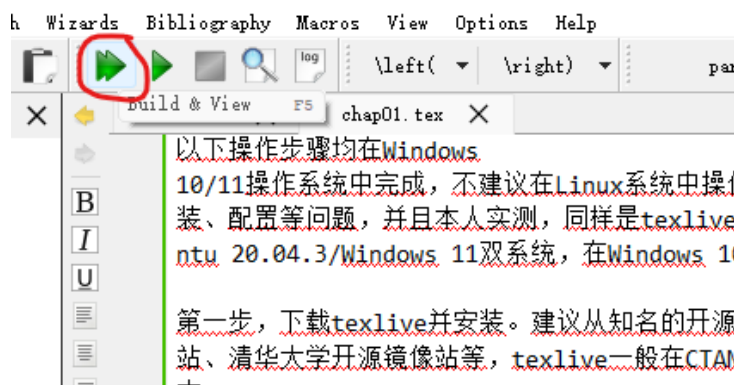 Wizards Bibliography Macros View Options Help
log \left( \right)
Build & View F5 chap01.tex
以下操作步骤均在Windows
10/11操作系统中完成，不建议在Linux系统中操
B
装、配置等问题，并且本人实测，同样是texlive
I
ntu 20.04.3/Windows 11双系统，在Windows
U
第一步，下载texlive并安装。建议从知名的开源
站、清华大学开源镜像站等，texlive一般在CTAN